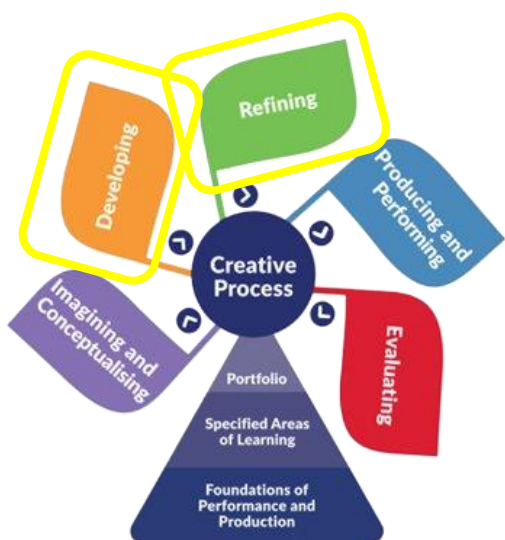 Refining
Developing
Producing and
Performing
Creative
Process
Imagining and
Conceptualising
Evaluating
Portfolio
Specified Areas
of Learning
Foundations of
Performance and
Production